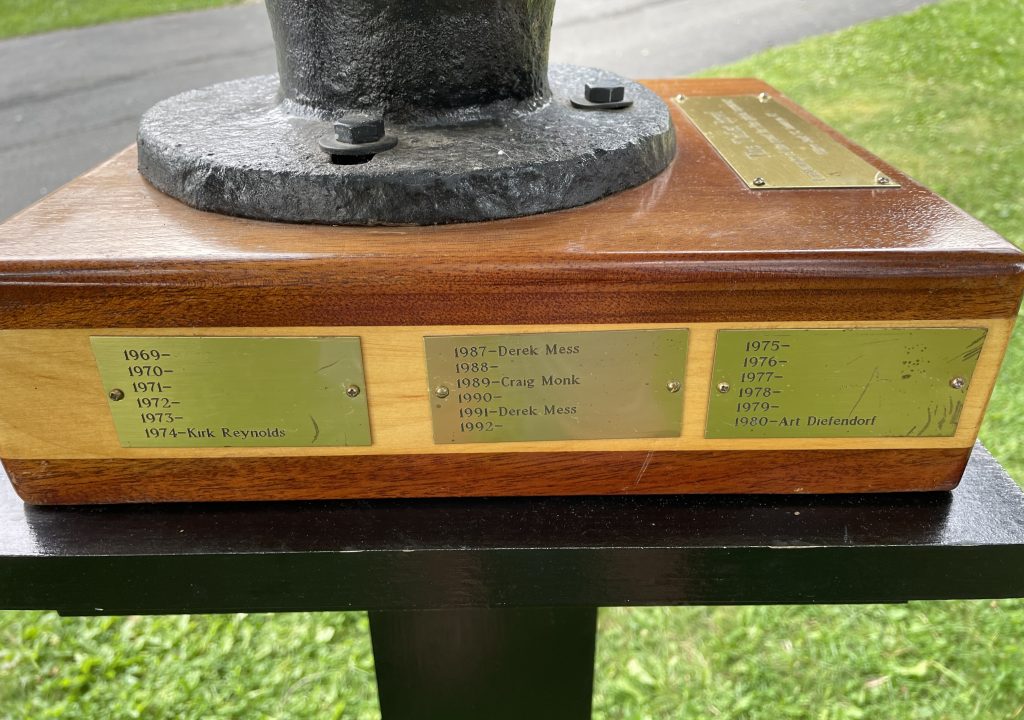 1969-
1970-
1971-
1972-
1973-
1974-Kirk Reynolds
1987-Derek Mess
1988-
1989-Craig Monk
1990-
1991-Derek Mess
1992-
1975-
1976-
1977-
1978-
1979-
1980-Art Diefendorf